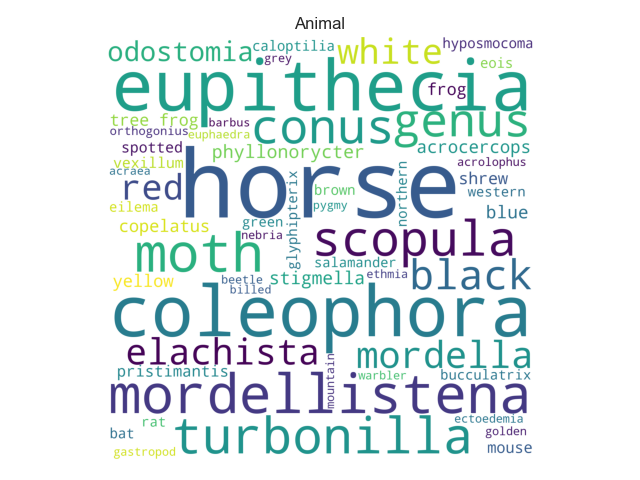 Animal
odostomia caloptilia white hyposmocoma
grey eois
eupithecia frog
tree frog barbus conus genus
orthogonius euphaedra
spotted phyllonorycter acrocercops
vexillum acrolophus
acraea red horse shrew
brown northern western
eilema pygmy blue
copelatus green glyphipterix
nebria scopula
moth salamander
yellow beetle stigmella ethmia black
billed
coleophora
elachista mordella
pristimantis mountain warbler bucculatrix
mordellistena
rat turbonilla ectoedemia
bat golden
gastropod mouse